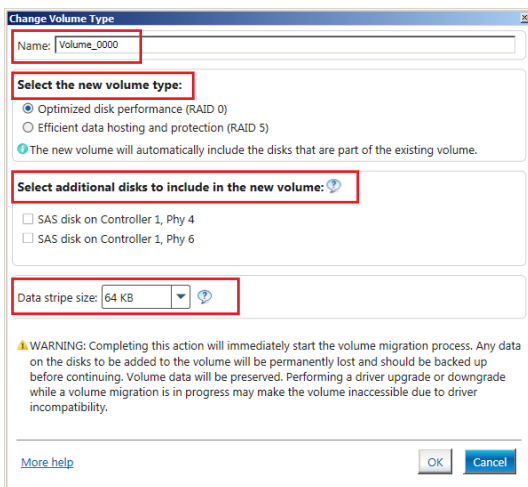 Change Volume Type
Name: Volume_0000
Select the new volume type:
Optimized disk performance (RAID 0)
Efficient data hosting and protection (RAID 5)
The new volume will automatically include the disks that are part of the existing volume.
Select additional disks to include in the new volume:
SAS disk on Controller 1, Phy 4
SAS disk on Controller 1, Phy 6
Data stripe size: 64 KB
WARNING: Completing this action will immediately start the volume migration process. Any data
on the disks to be added to the volume will be permanently lost and should be backed up
before continuing. Volume data will be preserved. Performing a driver upgrade or downgrade
while a volume migration is in progress may make the volume inaccessible due to driver
incompatibility.
More help
OK
Cancel